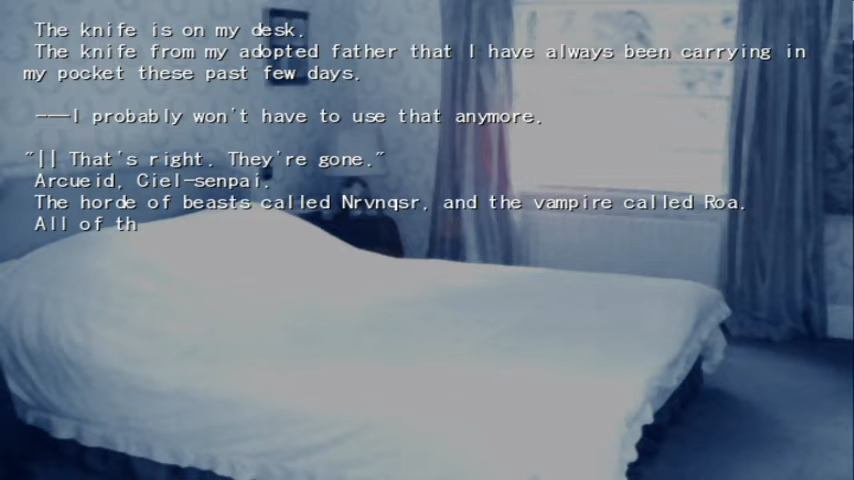 The knife is on my desk.
The knife from my adopted father that I have always been carrying in
my pocket these past few days.
———I probably won't have to use that anymore.
"|| That's right. They're gone."
Arcueid, Ciel-senpai.
The horde of beasts called Nrvnqsr, and the vampire called Roa.
All of th